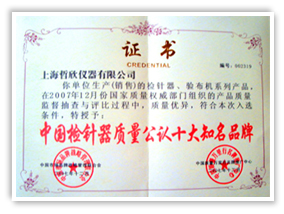 证书
CREDENTIAL
编号:
上海哲欣仪器有限公司
你单位生产(销售)的检针器、验布机系列产品,
在2007年12月份国家质量权威部门组织的产品质量
监督抽查与评比过程中,质量优异,符合本次入选
条件,特授予:
中国检针器质量公认十大知名品牌